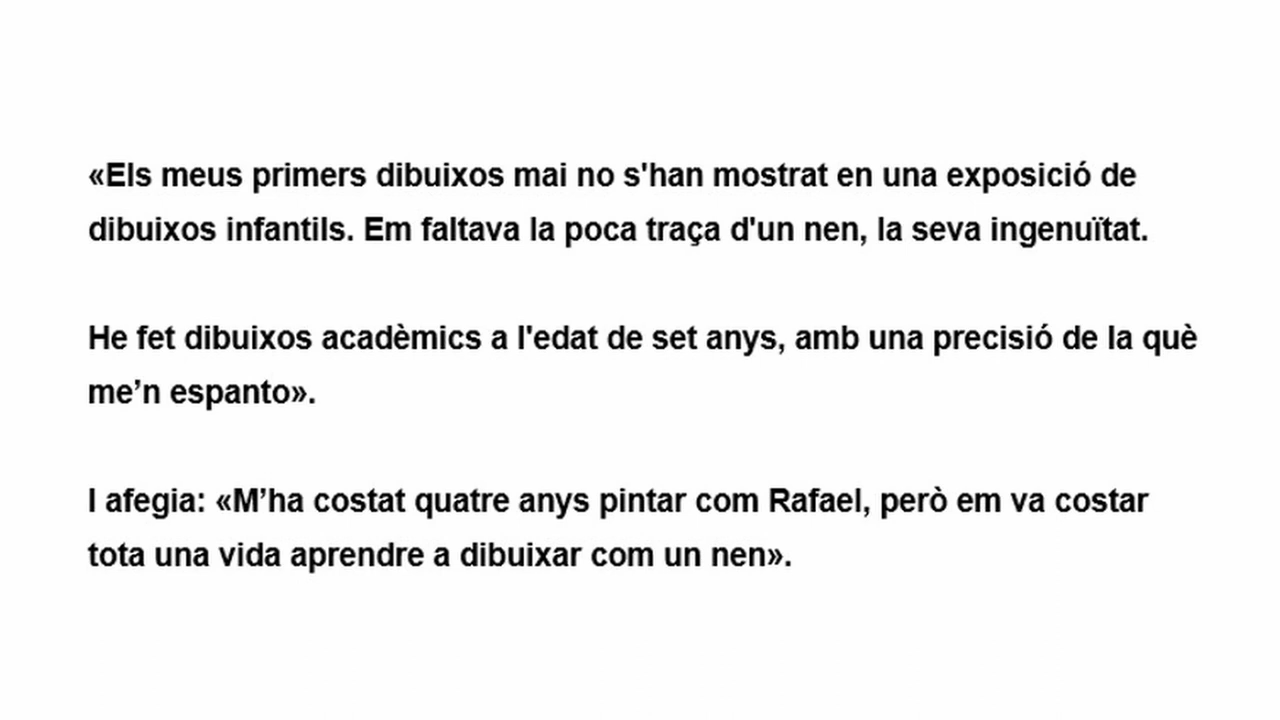 «Els meus primers dibuixos mai no s'han mostrat en una exposició de
dibuixos infantils. Em faltava la poca traça d'un nen, la seva ingenuïtat.
He fet dibuixos acadèmics a l'edat de set anys, amb una precisió de la què
me’n espanto».
I afegia: «M’ha costat quatre anys pintar com Rafael, però em va costar
tota una vida aprendre a dibuixar com un nen».